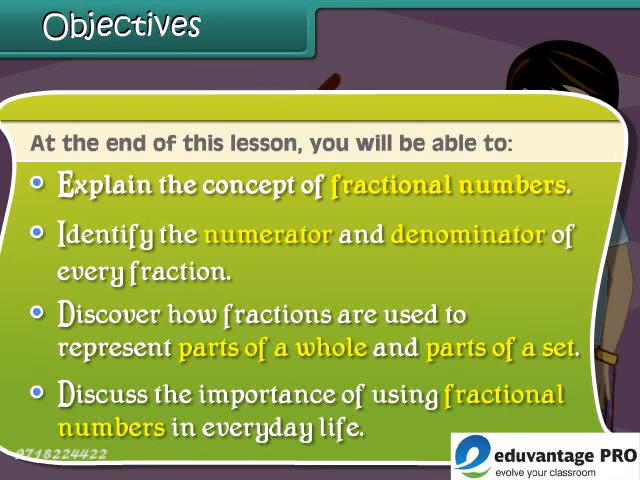 Objectives
At the end of this lesson, you will be able to:
Explain the concept of fractional numbers.
Identify the numerator and denominator of
every fraction.
Discover how fractions are used to
represent parts of a whole and parts of a set.
Discuss the importance of using fractional
numbers in everyday life.
9718224422
eduvantage PRO
evolve your classroom